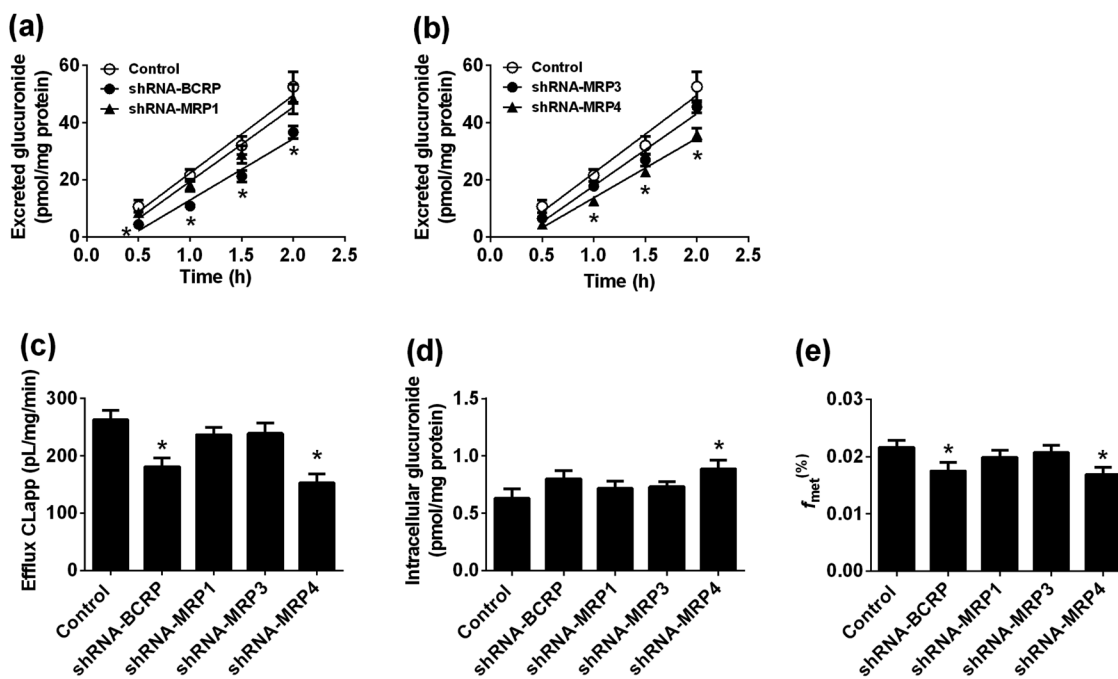 (a)
Excreted glucuronide
(pmol/mg protein)
60
40
20
0
Control
shRNA-BCRP
shRNA-MRP1
*
*
*
*
0.0 0.5 1.0 1.5 2.0 2.5
Time (h)
(b)
Excreted glucuronide
(pmol/mg protein)
60
40
20
0
Control
shRNA-MRP3
shRNA-MRP4
*
*
*
0.0 0.5 1.0 1.5 2.0 2.5
Time (h)
(c)
Efflux CLapp (pL/mg/min)
300
200
100
0
*
*
Control
shRNA-BCRP
shRNA-MRP1
shRNA-MRP3
shRNA-MRP4
(d)
Intracellular glucuronide
(pmol/mg protein)
1.5
1.0
0.5
0.0
*
Control
shRNA-BCRP
shRNA-MRP1
shRNA-MRP3
shRNA-MRP4
(e)
fmet(%)
0.03
0.02
0.01
0.00
*
*
Control
shRNA-BCRP
shRNA-MRP1
shRNA-MRP3
shRNA-MRP4